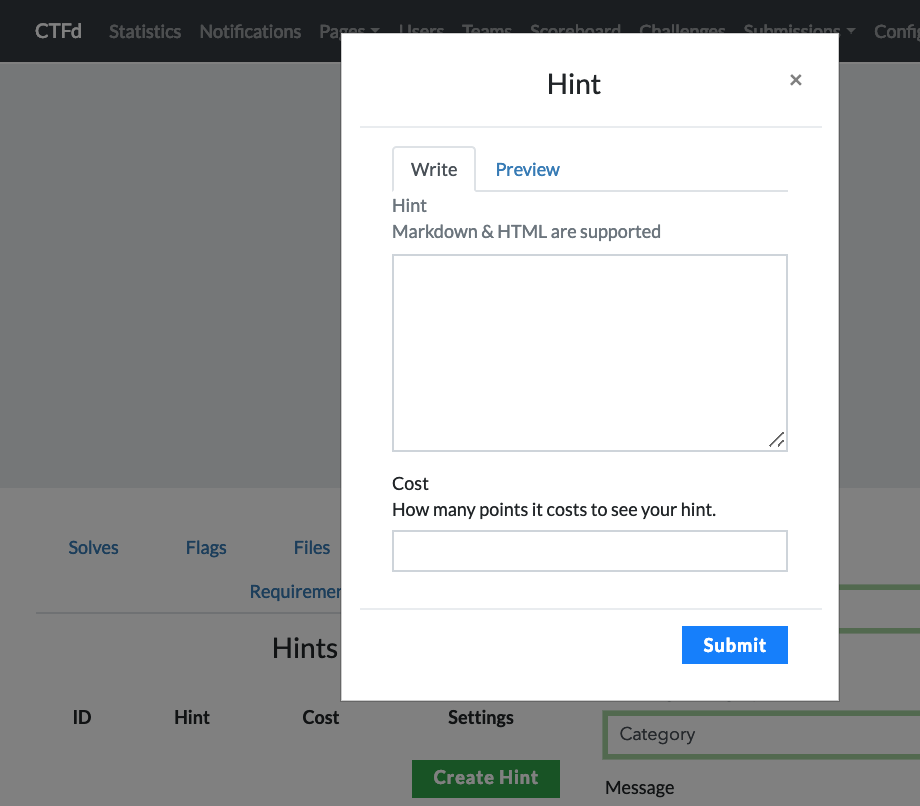 CTFd Statistics Notifications Pages Users Teams Scoreboard Challenges Submissions
Hint ×
Write Preview
Hint
Markdown & HTML are supported
Cost
How many points it costs to see your hint.
Submit
Solves Flags Files
Hints
ID Hint Cost Settings
Create Hint
Category
Message